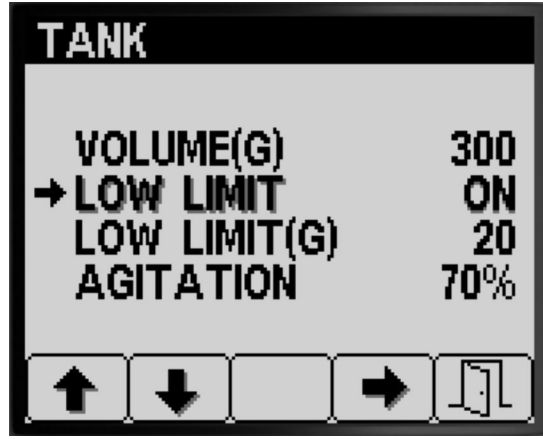 TANK
VOLUME(G) 300
LOW LIMIT ON
LOW LIMIT(G) 20
AGITATION 70%